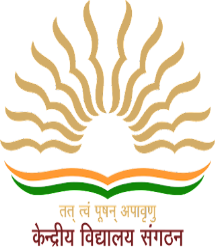 तत् त्वं पूषन् अपावृणु
केन्द्रीय विद्यालय संगठन